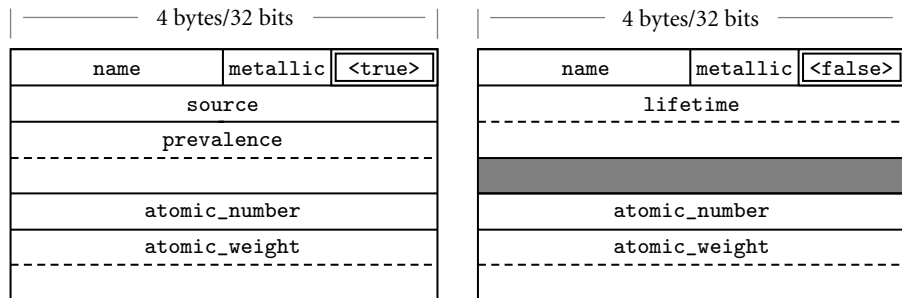 4 bytes/32 bits
name metallic <true>
source
prevalence
atomic_number
atomic_weight
4 bytes/32 bits
name metallic <false>
lifetime
atomic_number
atomic_weight